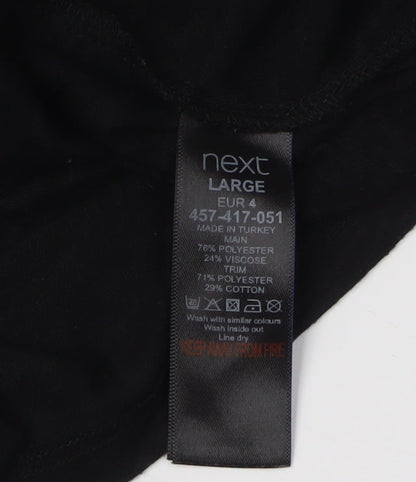 next
LARGE
EUR 4
457-417-051
MADE IN TURKEY
MAIN
76% POLYESTER
24% VISCOSE
TRIM
71% POLYESTER
29% COTTON
Wash with similar colours
Wash inside out
Line dry
KEEP AWAY FROM FIRE